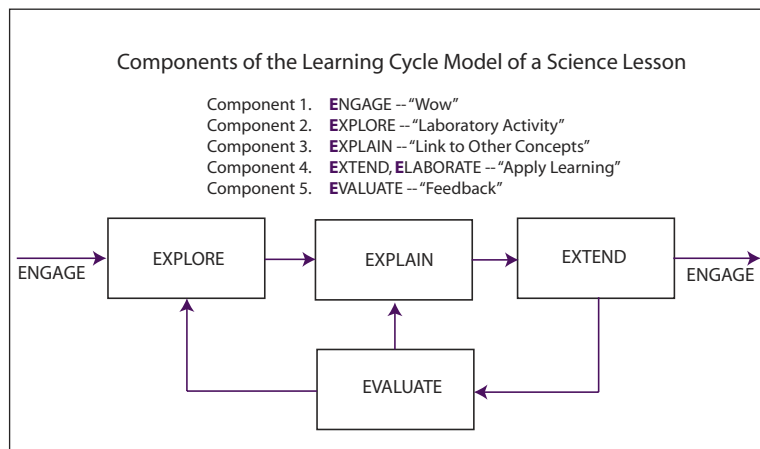 Components of the Learning Cycle Model of a Science Lesson
Component 1. ENGAGE -- “Wow”
Component 2. EXPLORE -- “Laboratory Activity”
Component 3. EXPLAIN -- “Link to Other Concepts”
Component 4. EXTEND, ELABORATE -- “Apply Learning”
Component 5. EVALUATE -- “Feedback”
ENGAGE
EXPLORE
EXPLAIN
EXTEND
ENGAGE
EVALUATE